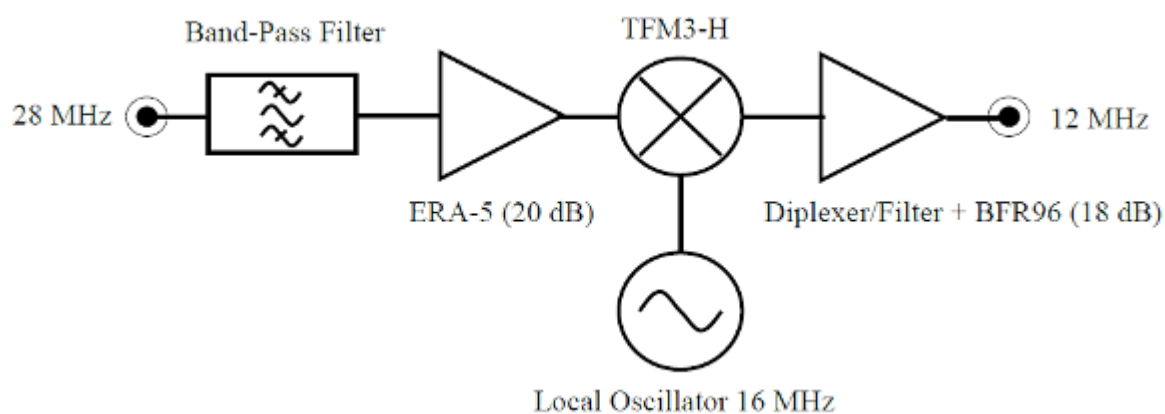 Band-Pass Filter
TFM3-H
28 MHz
12 MHz
ERA-5 (20 dB)
Diplexer/Filter + BFR96 (18 dB)
Local Oscillator 16 MHz